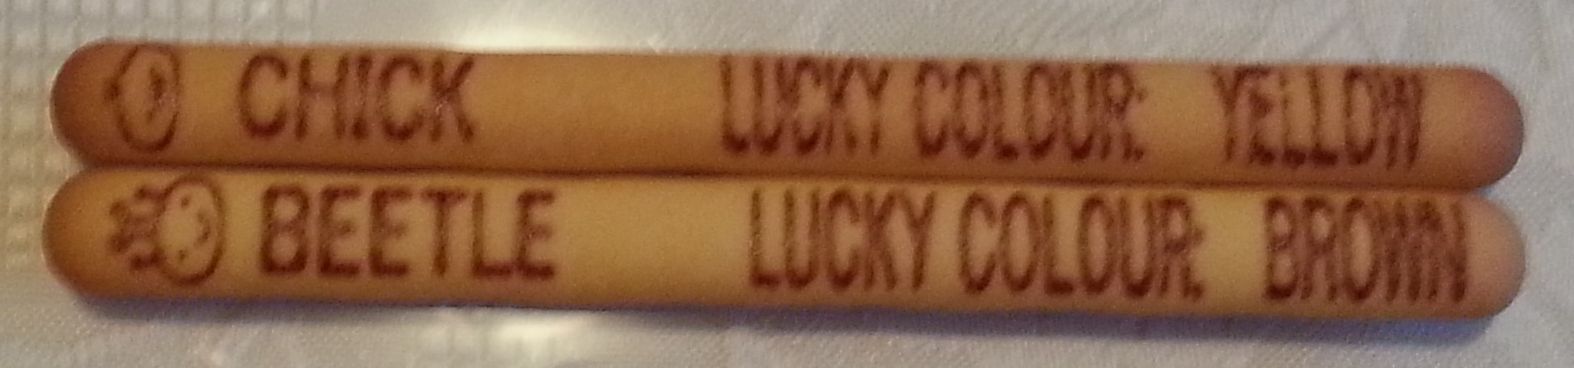 CHICK LUCKY COLOUR: YELLOW
BEETLE LUCKY COLOUR: BROWN